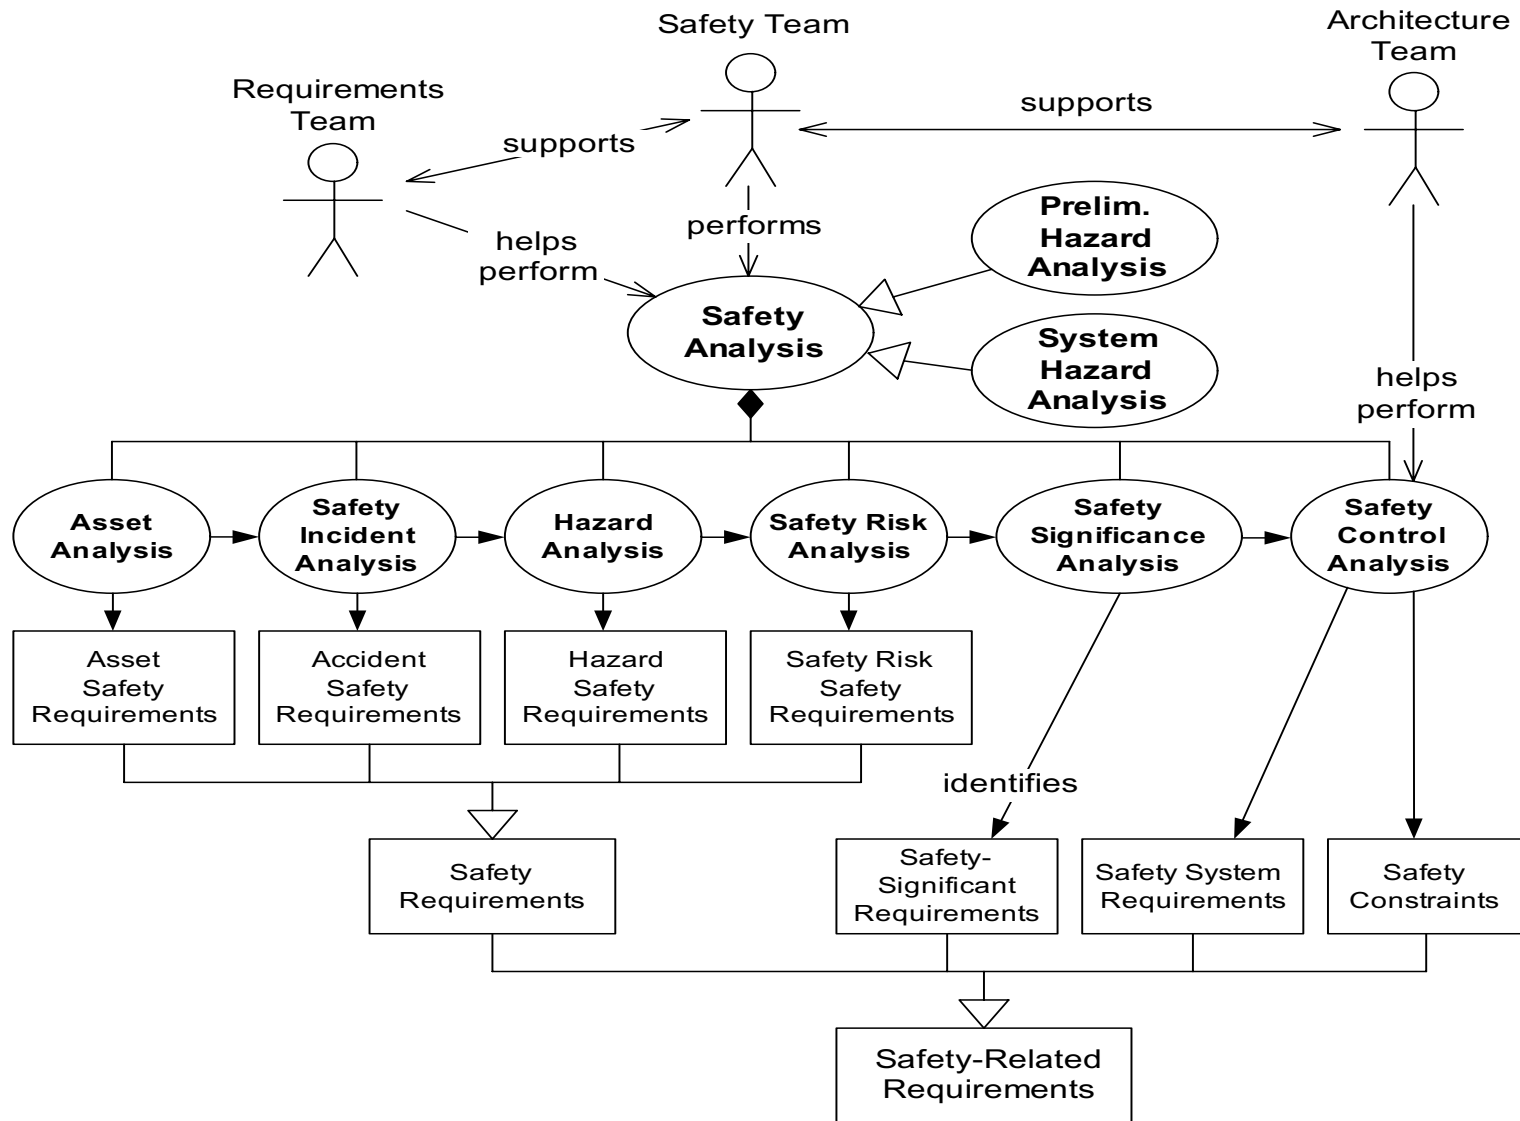 Safety Team
Architecture
Team
Requirements
Team
supports
supports
performs
helps
perform
Prelim.
Hazard
Analysis
Safety
Analysis
System
Hazard
Analysis
helps
perform
Asset
Analysis
Safety
Incident
Analysis
Hazard
Analysis
Safety Risk
Analysis
Safety
Significance
Analysis
Safety
Control
Analysis
Asset
Safety
Requirements
Accident
Safety
Requirements
Hazard
Safety
Requirements
Safety Risk
Safety
Requirements
identifies
Safety
Requirements
Safety-
Significant
Requirements
Safety System
Requirements
Safety
Constraints
Safety-Related
Requirements